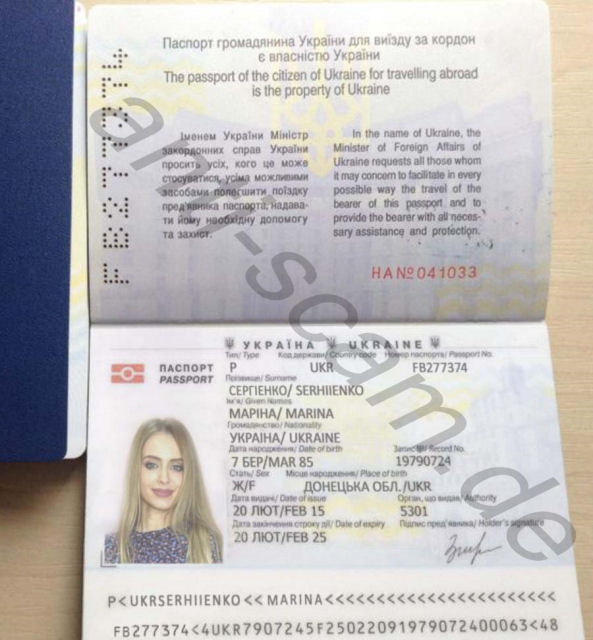 FB277374
Паспорт громадянина України для виїзду за кордон
є власністю України
The passport of the citizen of Ukraine for travelling abroad
is the property of Ukraine
Іменем України Міністр
закордонних справ України
просить усіх, кого це може
стосуватися, усіма можливими
засобами полегшити поїздку
пред'явника паспорта, надава-
ти йому необхідну допомогу
та захист.
In the name of Ukraine, the
Minister of Foreign Affairs of
Ukraine requests all those whom
it may concern to facilitate in every
possible way the travel of the
bearer of this passport and to
provide the bearer with all neces-
sary assistance and protection.
НА№041033
anti-scam.de
УКРАЇНА UKRAINE
ПАСПОРТ
PASSPORT
Тип/ Type Код держави/ Country code Номер паспорта/ Passport No.
P UKR FB277374
Прізвище/ Surname
СЕРГІЕНКО/ SERHIIENKO
Ім'я/ Given Names
МАРІНА/ MARINA
Громадянство/ Nationality
УКРАІНА/ UKRAINE
Дата народження/ Date of birth Запис №/ Record No.
7 БЕР/MAR 85 19790724
Стать/ Sex Місце народження/ Place of birth
Ж/F ДОНЕЦЬКА ОБЛ./UKR
Дата видачі/ Date of issue Орган, що видав/ Authority
20 ЛЮТ/FEB 15 5301
Дата закінчення строку дії/ Date of expiry Підпис пред'явника/ Holder's signature
20 ЛЮТ/FEB 25
P<UKRSERHIIENKO<<MARINA<<<<<<<<<<<<<<<<<<<<<
FB277374<4UKR7907245F25022091979072400063<48